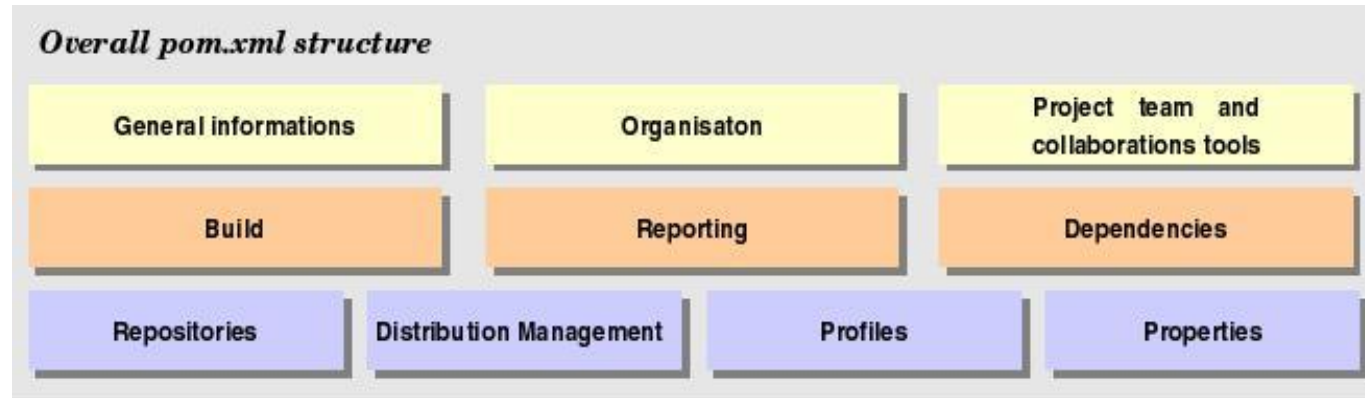 Overall pom.xml structure
General informations
Organisaton
Project team and
collaborations tools
Build
Reporting
Dependencies
Repositories
Distribution Management
Profiles
Properties